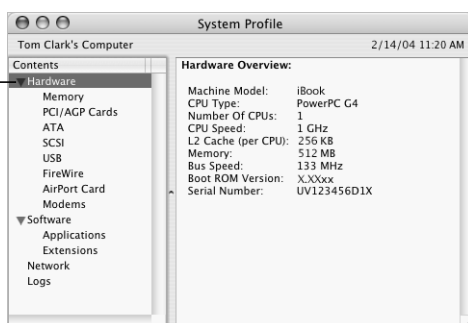 System Profile
Tom Clark's Computer 2/14/04 11:20 AM
Contents
Hardware
Memory
PCI/AGP Cards
ATA
SCSI
USB
FireWire
AirPort Card
Modems
Software
Applications
Extensions
Network
Logs
Hardware Overview:
Machine Model: iBook
CPU Type: PowerPC G4
Number Of CPUs: 1
CPU Speed: 1 GHz
L2 Cache (per CPU): 256 KB
Memory: 512 MB
Bus Speed: 133 MHz
Boot ROM Version: X.XXxx
Serial Number: UV123456D1X